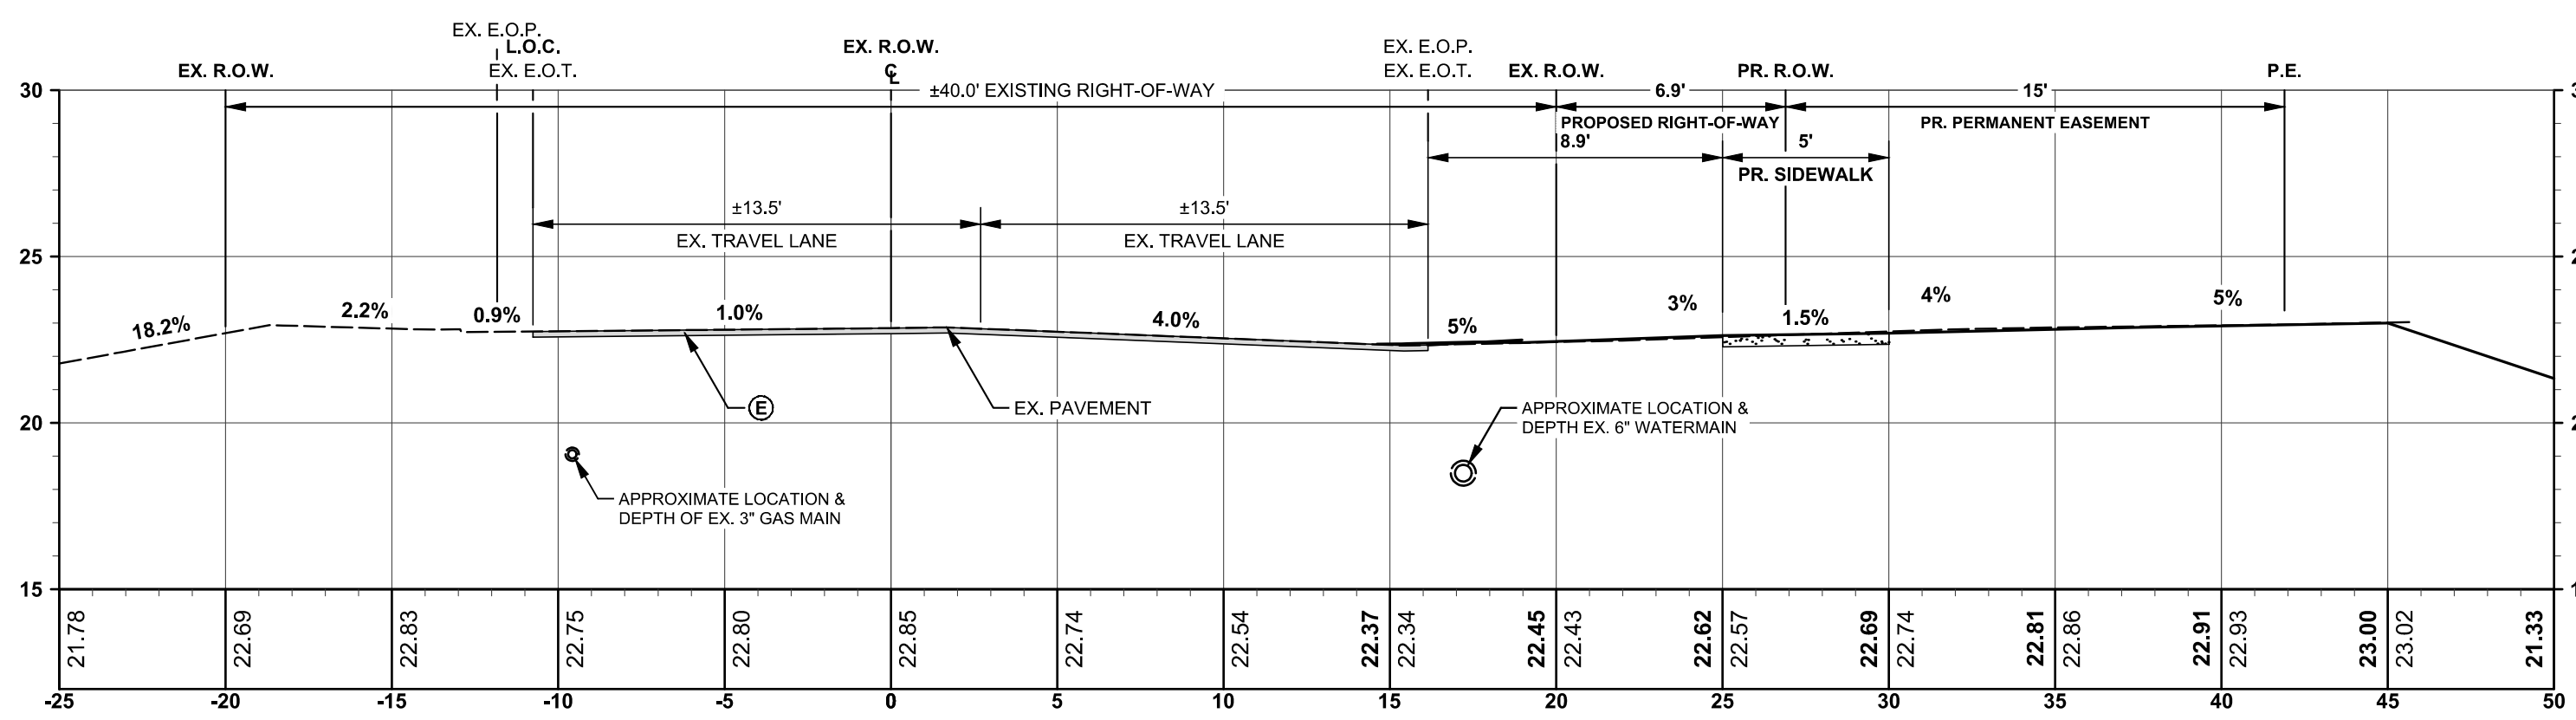 EX. E.O.P.
L.O.C.
EX. E.O.T.
EX. R.O.W.
EX. R.O.W.
℄
EX. E.O.P.
EX. E.O.T.
EX. R.O.W.
PR. R.O.W.
P.E.
±40.0' EXISTING RIGHT-OF-WAY
6.9'
15'
PROPOSED RIGHT-OF-WAY
PR. PERMANENT EASEMENT
8.9'
5'
PR. SIDEWALK
±13.5'
EX. TRAVEL LANE
±13.5'
EX. TRAVEL LANE
30
25
20
15
18.2%
2.2%
0.9%
1.0%
4.0%
5%
3%
1.5%
4%
5%
E
EX. PAVEMENT
APPROXIMATE LOCATION &
DEPTH EX. 6" WATERMAIN
APPROXIMATE LOCATION &
DEPTH OF EX. 3" GAS MAIN
21.78
22.69
22.83
22.75
22.80
22.85
22.74
22.54
22.37
22.34
22.45
22.43
22.62
22.57
22.69
22.74
22.81
22.86
22.91
22.93
23.00
23.02
21.33
-25 -20 -15 -10 -5 0 5 10 15 20 25 30 35 40 45 50